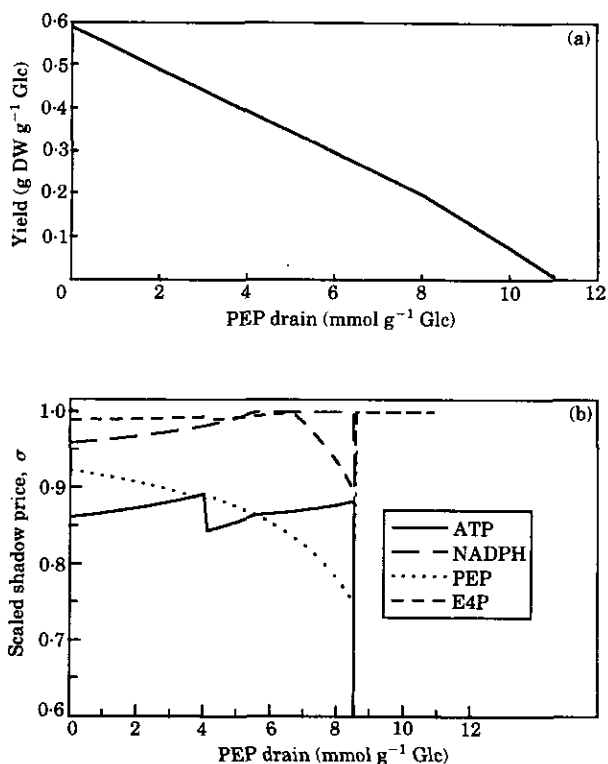 (a)
0·6
0·5
0·4
0·3
0·2
0·1
0 2 4 6 8 10 12
Yield (g DW g⁻¹ Glc)
PEP drain (mmol g⁻¹ Glc)
(b)
1·0
0·9
0·8
0·7
0·6
0 2 4 6 8 10 12
Scaled shadow price, σ
PEP drain (mmol g⁻¹ Glc)
ATP
NADPH
PEP
E4P